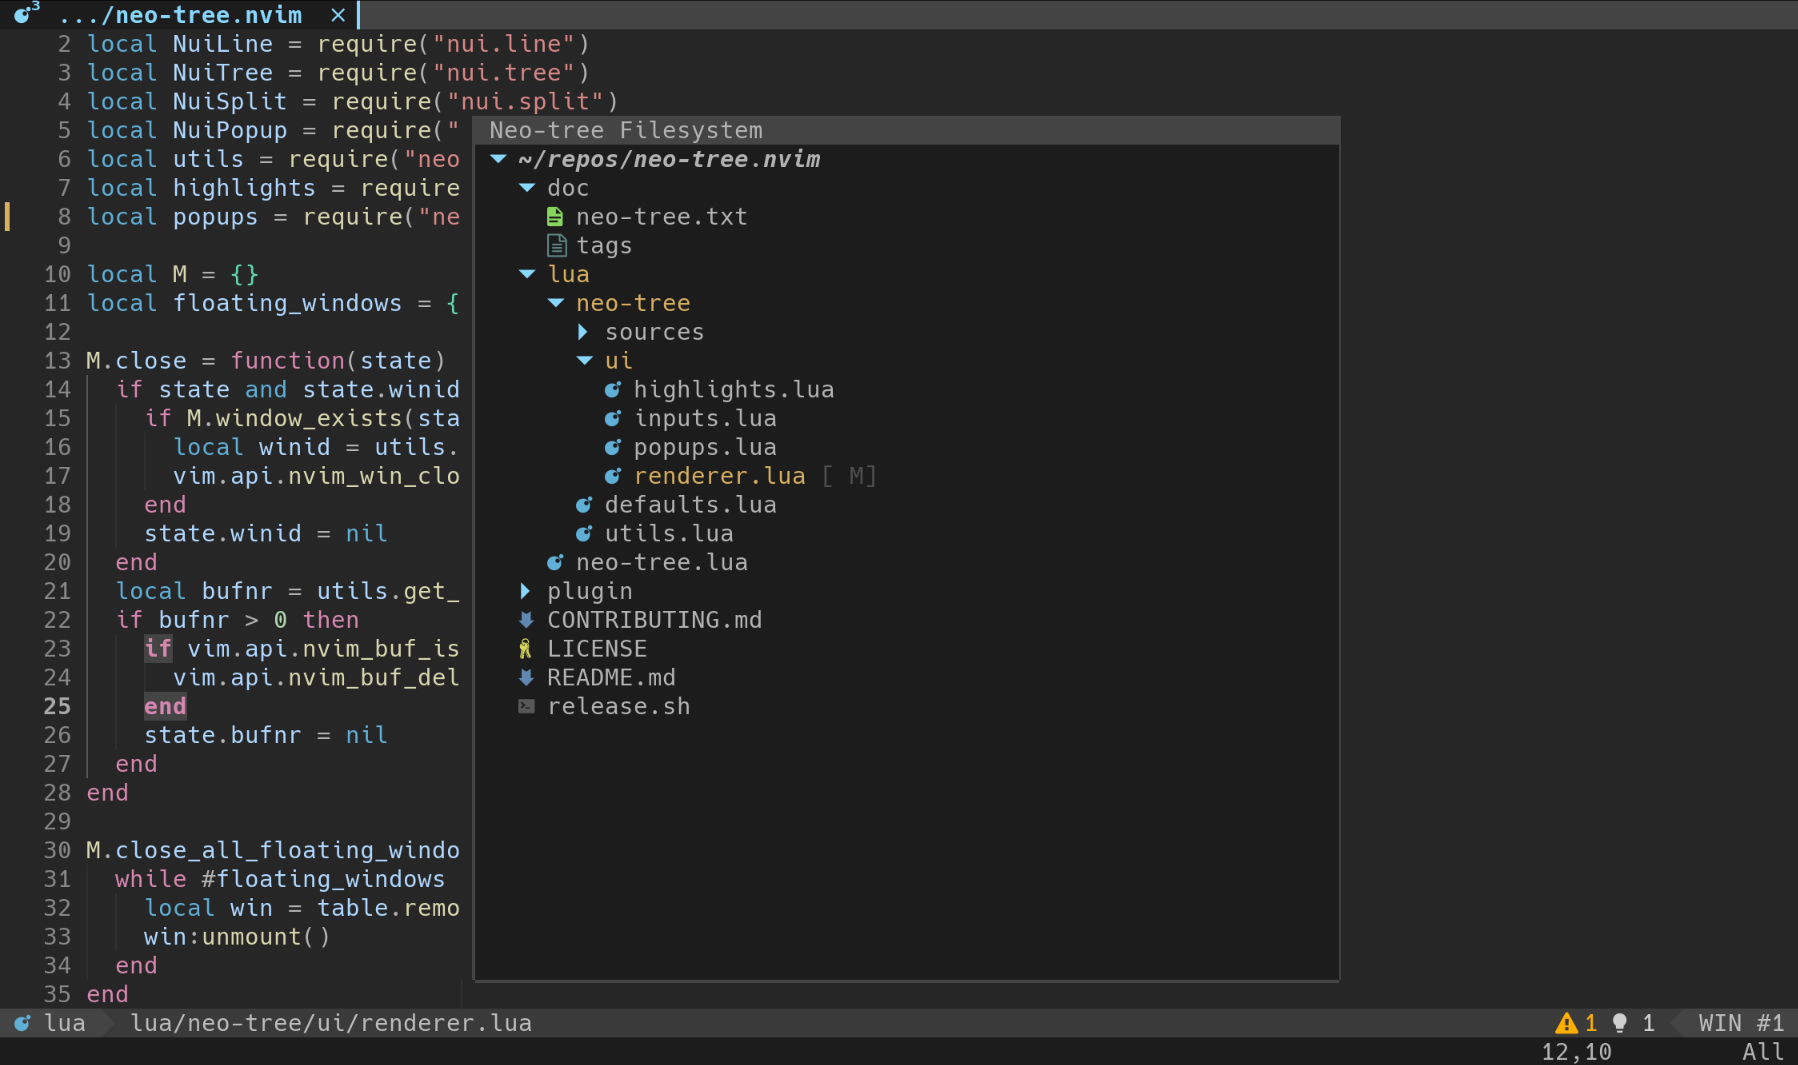 3 .../neo-tree.nvim ×
2 local NuiLine = require("nui.line")
3 local NuiTree = require("nui.tree")
4 local NuiSplit = require("nui.split")
5 local NuiPopup = require("
6 local utils = require("neo
7 local highlights = require
8 local popups = require("ne
9
10 local M = {}
11 local floating_windows = {
12
13 M.close = function(state)
14 if state and state.winid
15 if M.window_exists(sta
16 local winid = utils.
17 vim.api.nvim_win_clo
18 end
19 state.winid = nil
20 end
21 local bufnr = utils.get_
22 if bufnr > 0 then
23 if vim.api.nvim_buf_is
24 vim.api.nvim_buf_del
25 end
26 state.bufnr = nil
27 end
28 end
29
30 M.close_all_floating_windo
31 while #floating_windows
32 local win = table.remo
33 win:unmount()
34 end
35 end
Neo-tree Filesystem
~/repos/neo-tree.nvim
doc
neo-tree.txt
tags
lua
neo-tree
sources
ui
highlights.lua
inputs.lua
popups.lua
renderer.lua [ M]
defaults.lua
utils.lua
neo-tree.lua
plugin
CONTRIBUTING.md
LICENSE
README.md
release.sh
lua lua/neo-tree/ui/renderer.lua 1 1 WIN #1
12,10 All